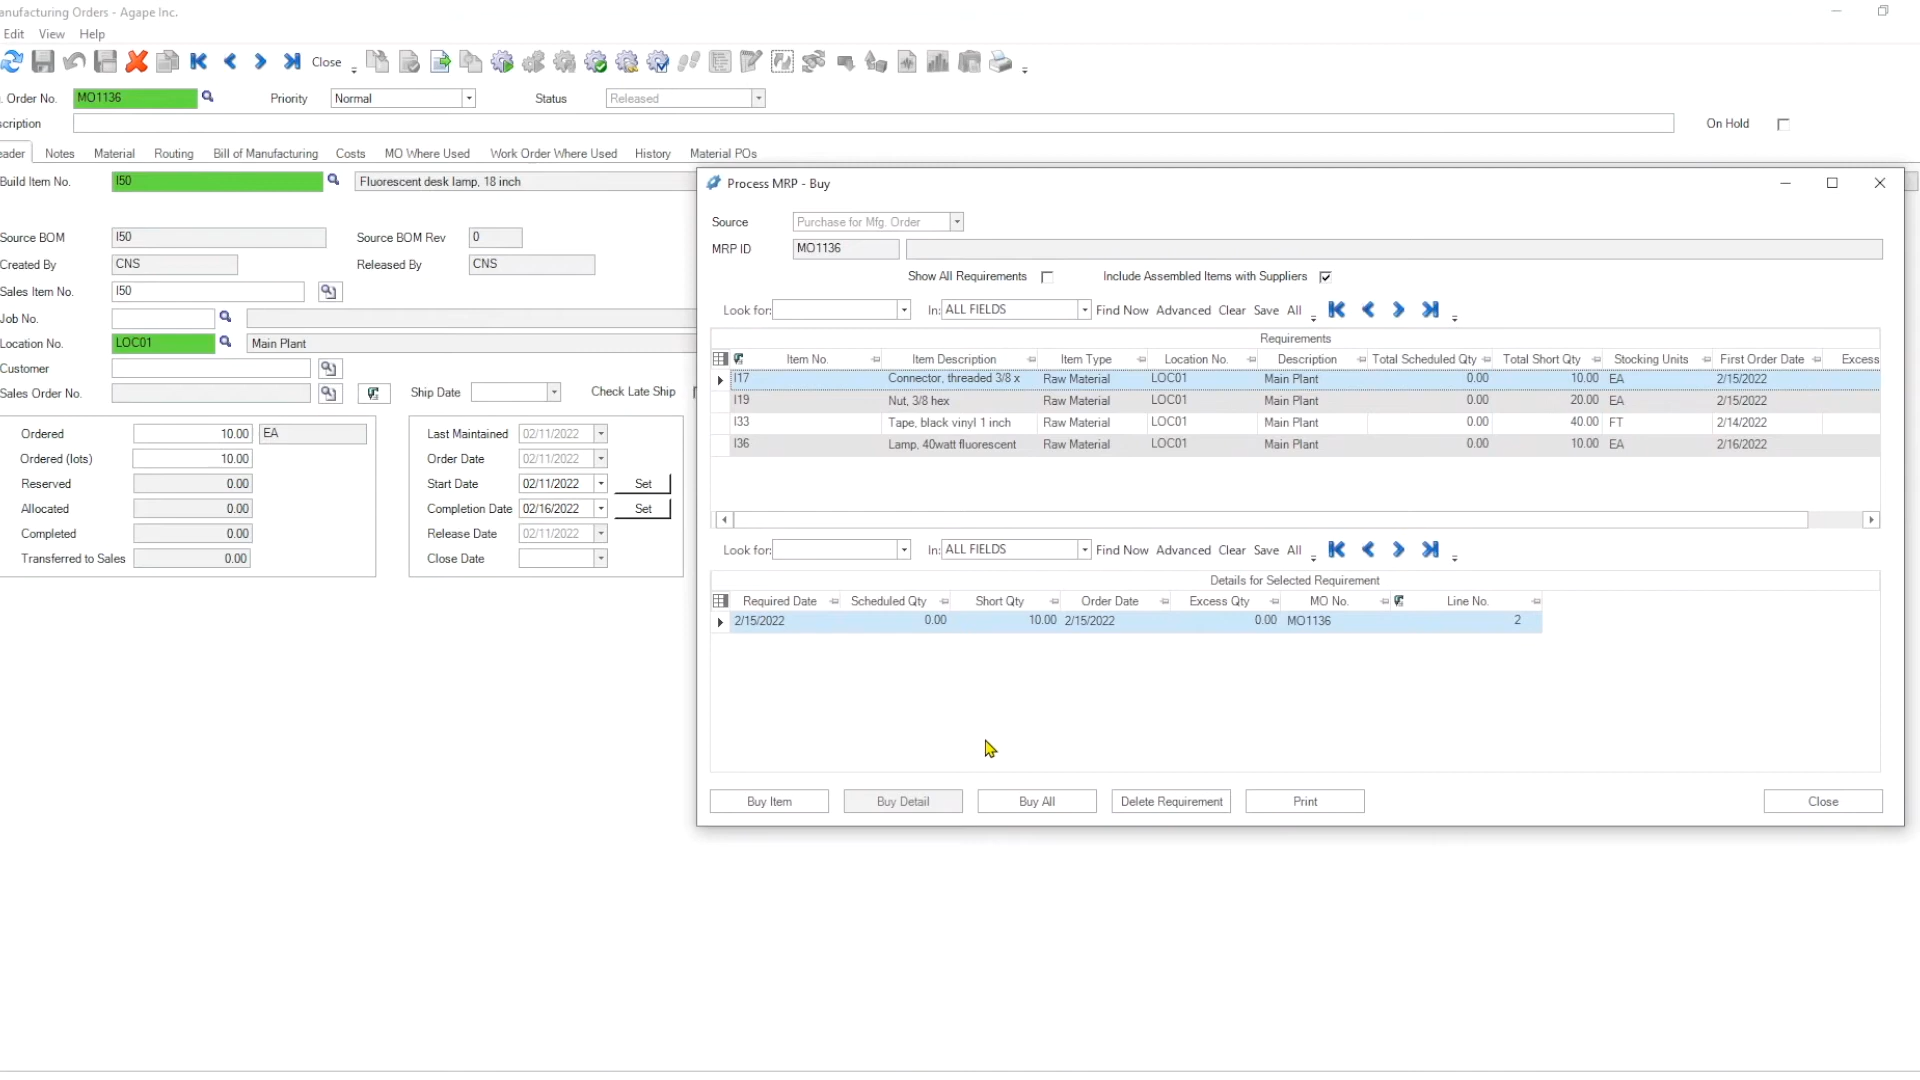 anufacturing Orders - Agape Inc.
Edit View Help
Close
. Order No. MO1136 Priority Normal Status Released
scription On Hold
eader Notes Material Routing Bill of Manufacturing Costs MO Where Used Work Order Where Used History Material POs
Build Item No. I50 Fluorescent desk lamp, 18 inch
Source BOM I50 Source BOM Rev 0
Created By CNS Released By CNS
Sales Item No. I50
Job No.
Location No. LOC01 Main Plant
Customer
Sales Order No. Ship Date Check Late Ship
Ordered 10.00 EA
Ordered (lots) 10.00
Reserved 0.00
Allocated 0.00
Completed 0.00
Transferred to Sales 0.00
Last Maintained 02/11/2022
Order Date 02/11/2022
Start Date 02/11/2022 Set
Completion Date 02/16/2022 Set
Release Date 02/11/2022
Close Date
Process MRP - Buy
Source Purchase for Mfg. Order
MRP ID MO1136
Show All Requirements Include Assembled Items with Suppliers
Look for: In: ALL FIELDS Find Now Advanced Clear Save All
Requirements
Item No. Item Description Item Type Location No. Description Total Scheduled Qty Total Short Qty Stocking Units First Order Date Excess
I17 Connector, threaded 3/8 x Raw Material LOC01 Main Plant 0.00 10.00 EA 2/15/2022
I19 Nut, 3/8 hex Raw Material LOC01 Main Plant 0.00 20.00 EA 2/15/2022
I33 Tape, black vinyl 1 inch Raw Material LOC01 Main Plant 0.00 40.00 FT 2/14/2022
I36 Lamp, 40watt fluorescent Raw Material LOC01 Main Plant 0.00 10.00 EA 2/16/2022
Look for: In: ALL FIELDS Find Now Advanced Clear Save All
Details for Selected Requirement
Required Date Scheduled Qty Short Qty Order Date Excess Qty MO No. Line No.
2/15/2022 0.00 10.00 2/15/2022 0.00 MO1136 2
Buy Item Buy Detail Buy All Delete Requirement Print Close